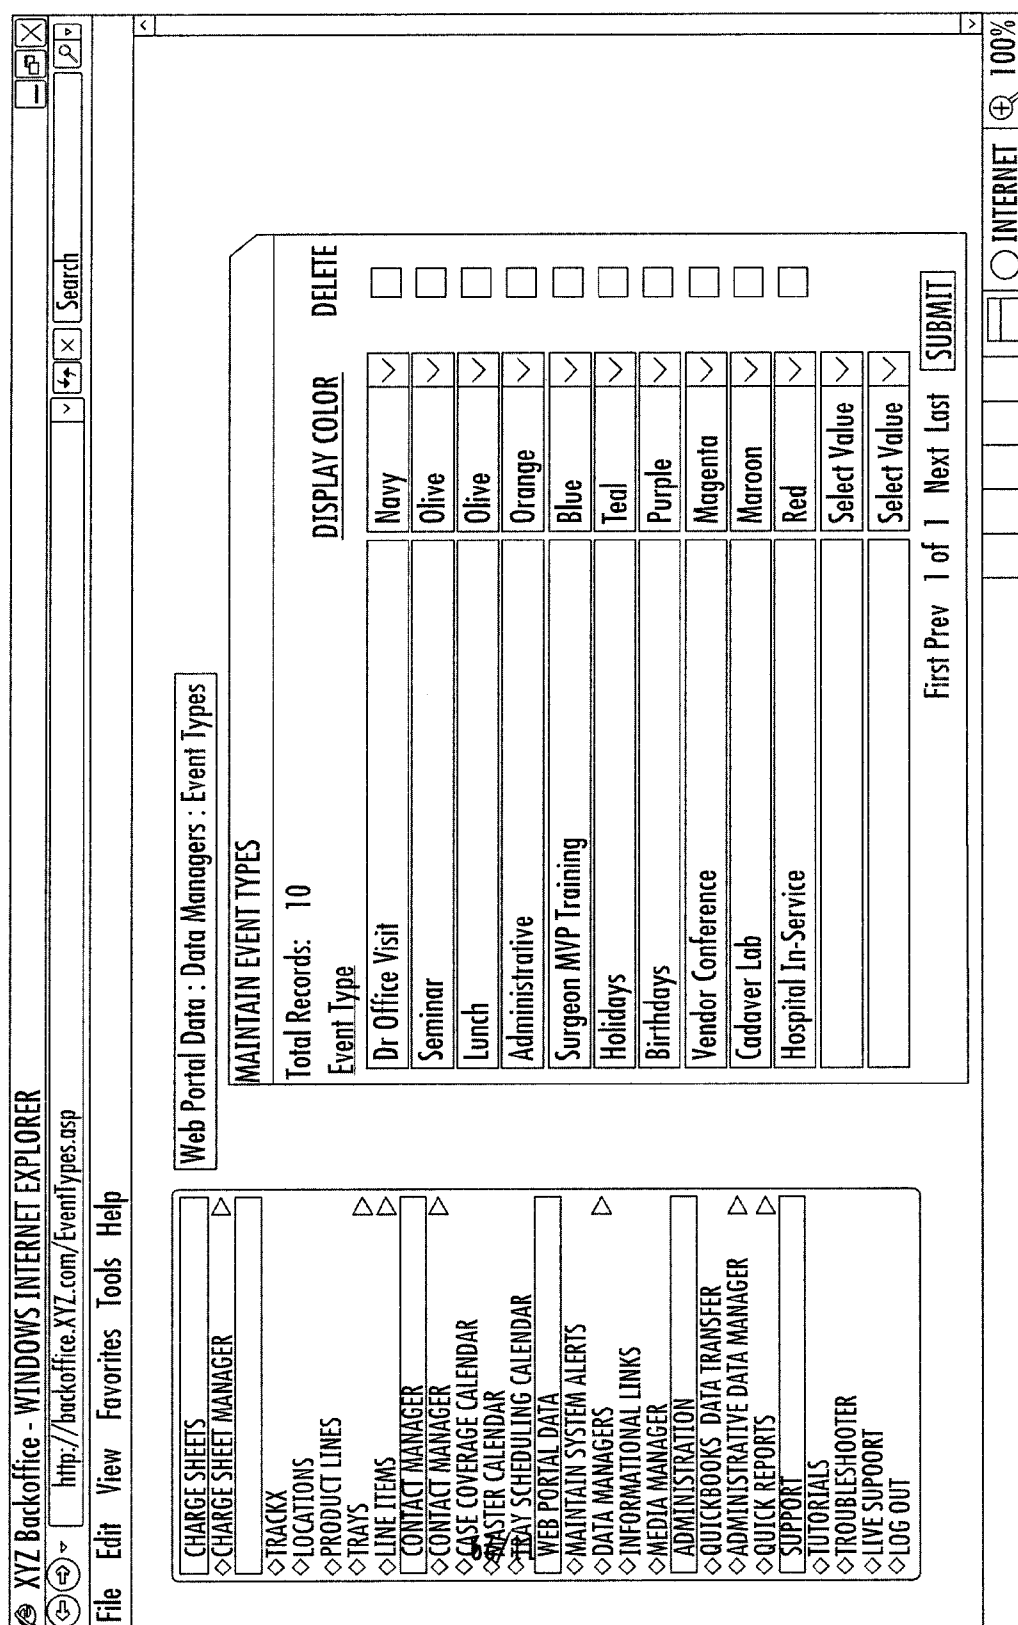 XYZ Backoffice - WINDOWS INTERNET EXPLORER
http://backoffice.XYZ.com/EventTypes.asp
Search
File Edit View Favorites Tools Help
CHARGE SHEETS
CHARGE SHEET MANAGER
TRACKX
LOCATIONS
PRODUCT LINES
TRAYS
LINE ITEMS
CONTACT MANAGER
CONTACT MANAGER
CASE COVERAGE CALENDAR
MASTER CALENDAR
TRAY SCHEDULING CALENDAR
WEB PORTAL DATA
MAINTAIN SYSTEM ALERTS
DATA MANAGERS
INFORMATIONAL LINKS
MEDIA MANAGER
ADMINISTRATION
QUICKBOOKS DATA TRANSFER
ADMINISTRATIVE DATA MANAGER
QUICK REPORTS
SUPPORT
TUTORIALS
TROUBLESHOOTER
LIVE SUPOORT
LOG OUT
Web Portal Data : Data Managers : Event Types
MAINTAIN EVENT TYPES
Total Records: 10
Event Type DISPLAY COLOR DELETE
Dr Office Visit Navy
Seminar Olive
Lunch Olive
Administrative Orange
Surgeon MVP Training Blue
Holidays Teal
Birthdays Purple
Vendor Conference Magenta
Cadaver Lab Maroon
Hospital In-Service Red
Select Value
Select Value
First Prev 1 of 1 Next Last SUBMIT
INTERNET 100%